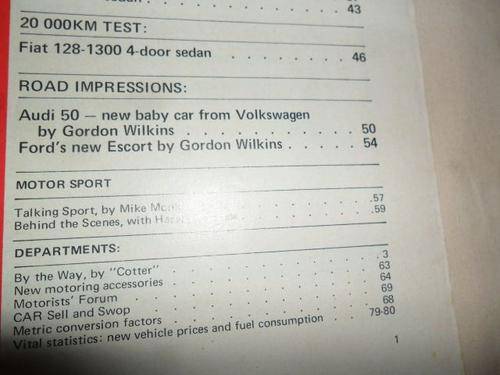 43
20 000KM TEST:
Fiat 128-1300 4-door sedan . . . . . . . 46
ROAD IMPRESSIONS:
Audi 50 — new baby car from Volkswagen
by Gordon Wilkins . . . . . . . . . . 50
Ford's new Escort by Gordon Wilkins . . . . . 54
MOTOR SPORT
Talking Sport, by Mike . . . . . . . . .57
Behind the Scenes, with . . . . . . . . .59
DEPARTMENTS:
By the Way, by "Cotter" . . . . . . . . . .3
New motoring accessories . . . . . . . . . 63
Motorists' Forum . . . . . . . . . . 64
CAR Sell and Swop . . . . . . . . . . 69
Metric conversion factors . . . . . . . . . 68
Vital statistics: new vehicle prices and fuel consumption . . . 79-80
1